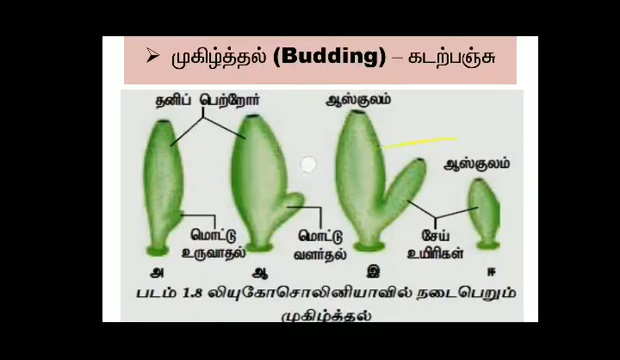 ➢ முகிழ்த்தல் (Budding) – கடற்பஞ்சு
தனிப் பெற்றோர்
ஆஸ்குலம்
ஆஸ்குலம்
மொட்டு
உருவாதல்
மொட்டு
வளர்தல்
சேய்
உயிரிகள்
அ
ஆ
இ
ஈ
படம் 1.8 லியுகோசொலினியாவில் நடைபெறும்
முகிழ்த்தல்